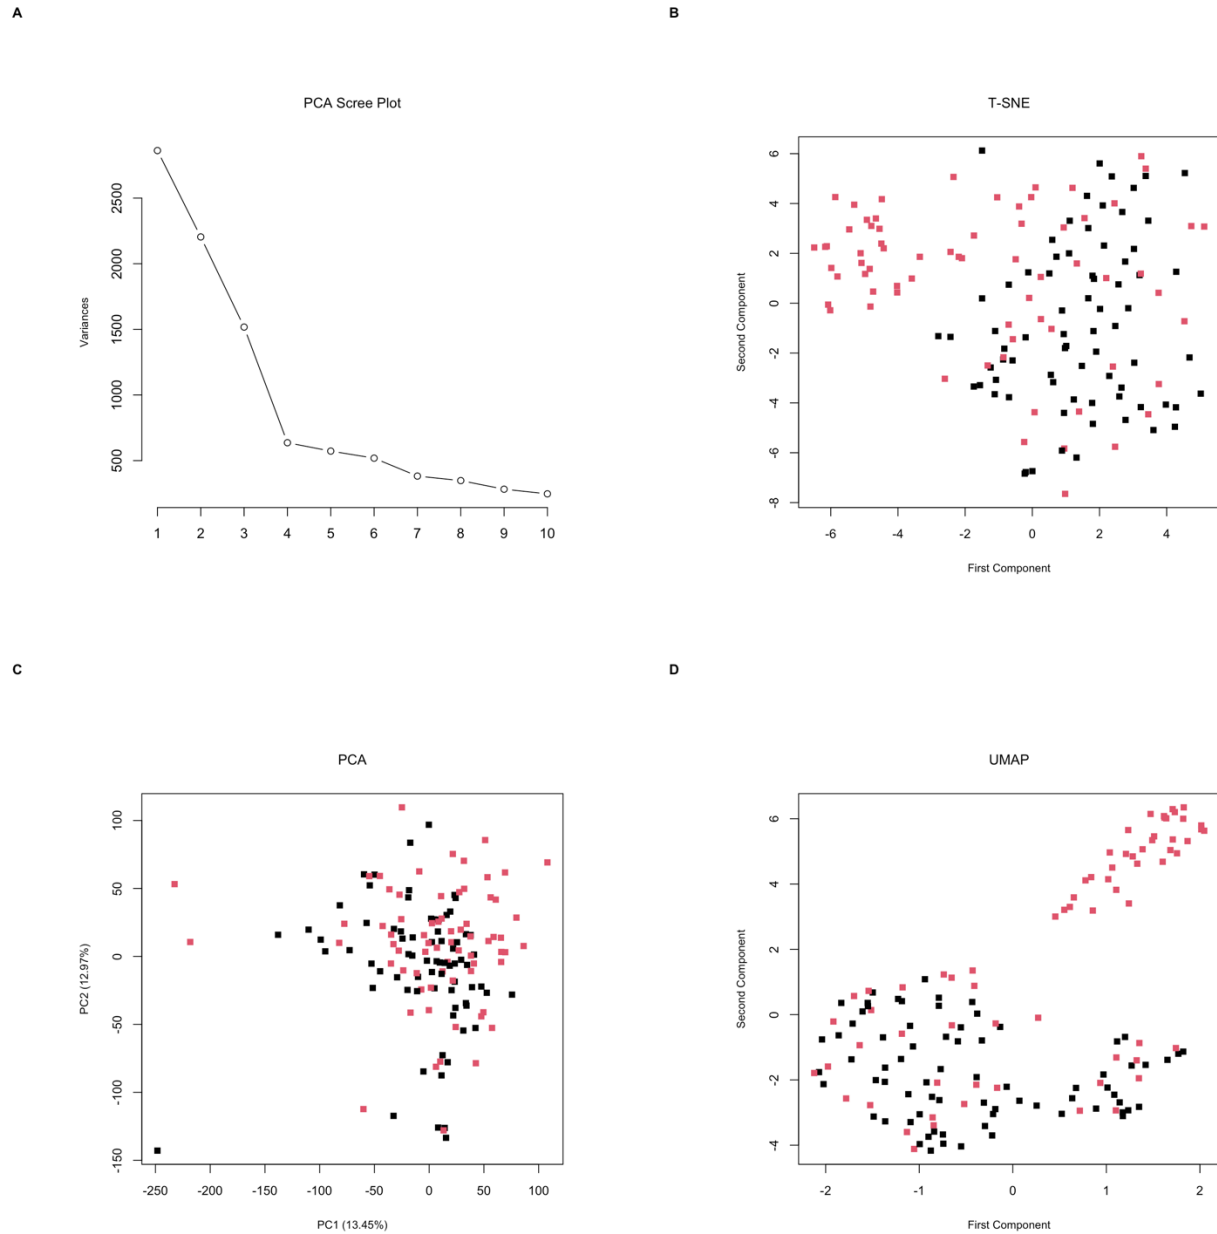 A
PCA Scree Plot
Variances
2500
2000
1500
1000
500
1 2 3 4 5 6 7 8 9 10
B
T-SNE
Second Component
6
4
2
0
-2
-4
-6
-8
-6 -4 -2 0 2 4
First Component
C
PCA
PC2 (12.97%)
100
50
0
-50
-100
-150
-250 -200 -150 -100 -50 0 50 100
PC1 (13.45%)
D
UMAP
Second Component
6
4
2
0
-2
-4
-2 -1 0 1 2
First Component